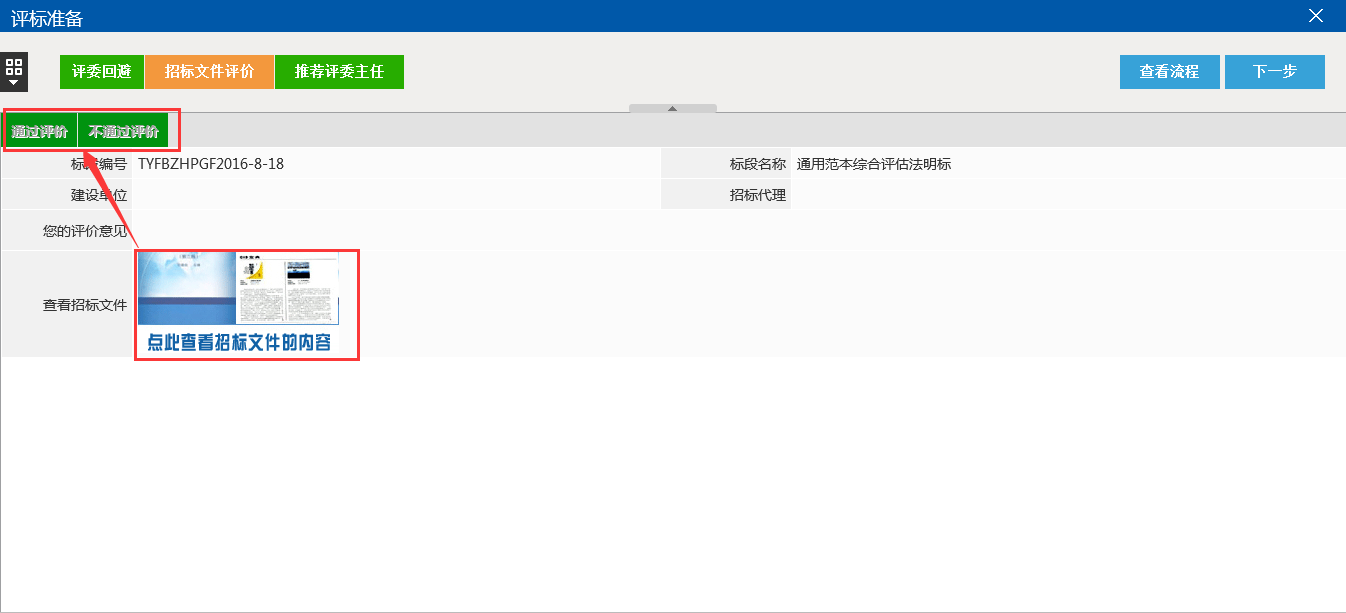 评标准备
评委回避 招标文件评价 推荐评委主任 查看流程 下一步
通过评价 不通过评价
标段编号 TYFBZHPGF2016-8-18 标段名称 通用范本综合评估法明标
建设单位 招标代理
您的评价意见
查看招标文件
点此查看招标文件的内容